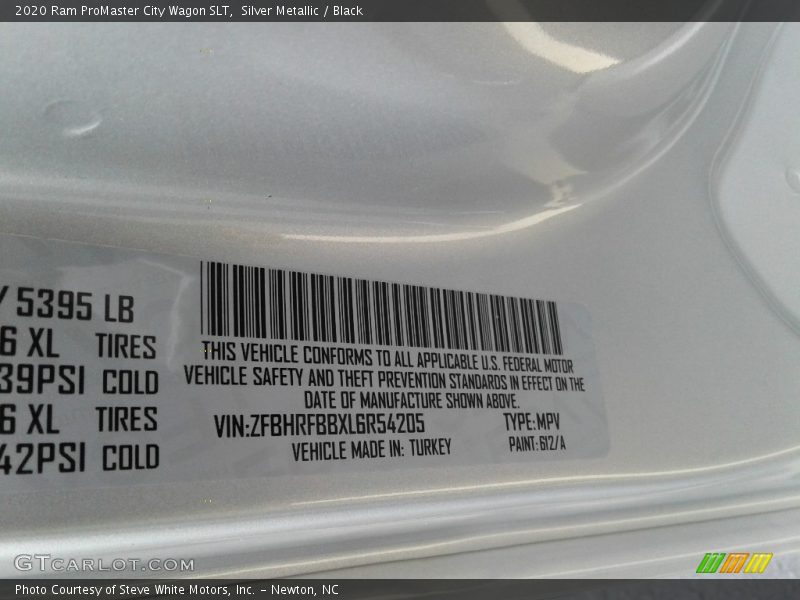 2020 Ram ProMaster City Wagon SLT,  Silver Metallic / Black
/ 5395 LB
6 XL TIRES
39PSI COLD
6 XL TIRES
42PSI COLD
THIS VEHICLE CONFORMS TO ALL APPLICABLE U.S. FEDERAL MOTOR
VEHICLE SAFETY AND THEFT PREVENTION STANDARDS IN EFFECT ON THE
DATE OF MANUFACTURE SHOWN ABOVE.
VIN:ZFBHRFBBXL6R54205 TYPE:MPV
VEHICLE MADE IN: TURKEY PAINT:612/A
GTCARLOT.COM
Photo Courtesy of Steve White Motors, Inc. – Newton, NC